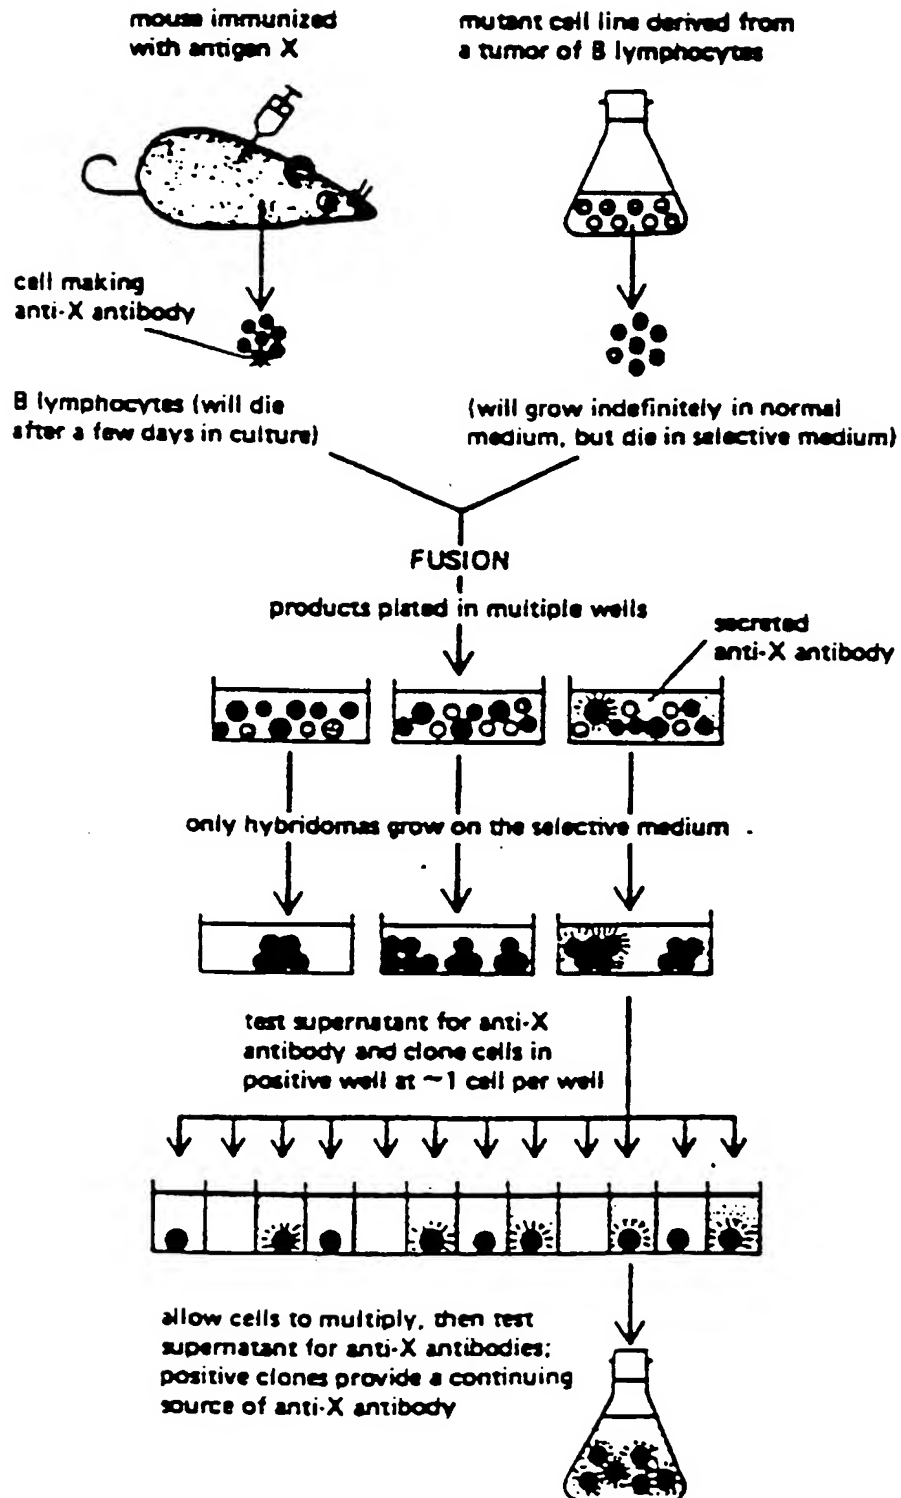 mouse immunized
with antigen X
mutant cell line derived from
a tumor of B lymphocytes
cell making
anti-X antibody
B lymphocytes (will die
after a few days in culture)
(will grow indefinitely in normal
medium, but die in selective medium)
FUSION
products plated in multiple wells
secreted
anti-X antibody
only hybridomas grow on the selective medium
test supernatant for anti-X
antibody and clone cells in
positive well at ~1 cell per well
allow cells to multiply, then test
supernatant for anti-X antibodies;
positive clones provide a continuing
source of anti-X antibody